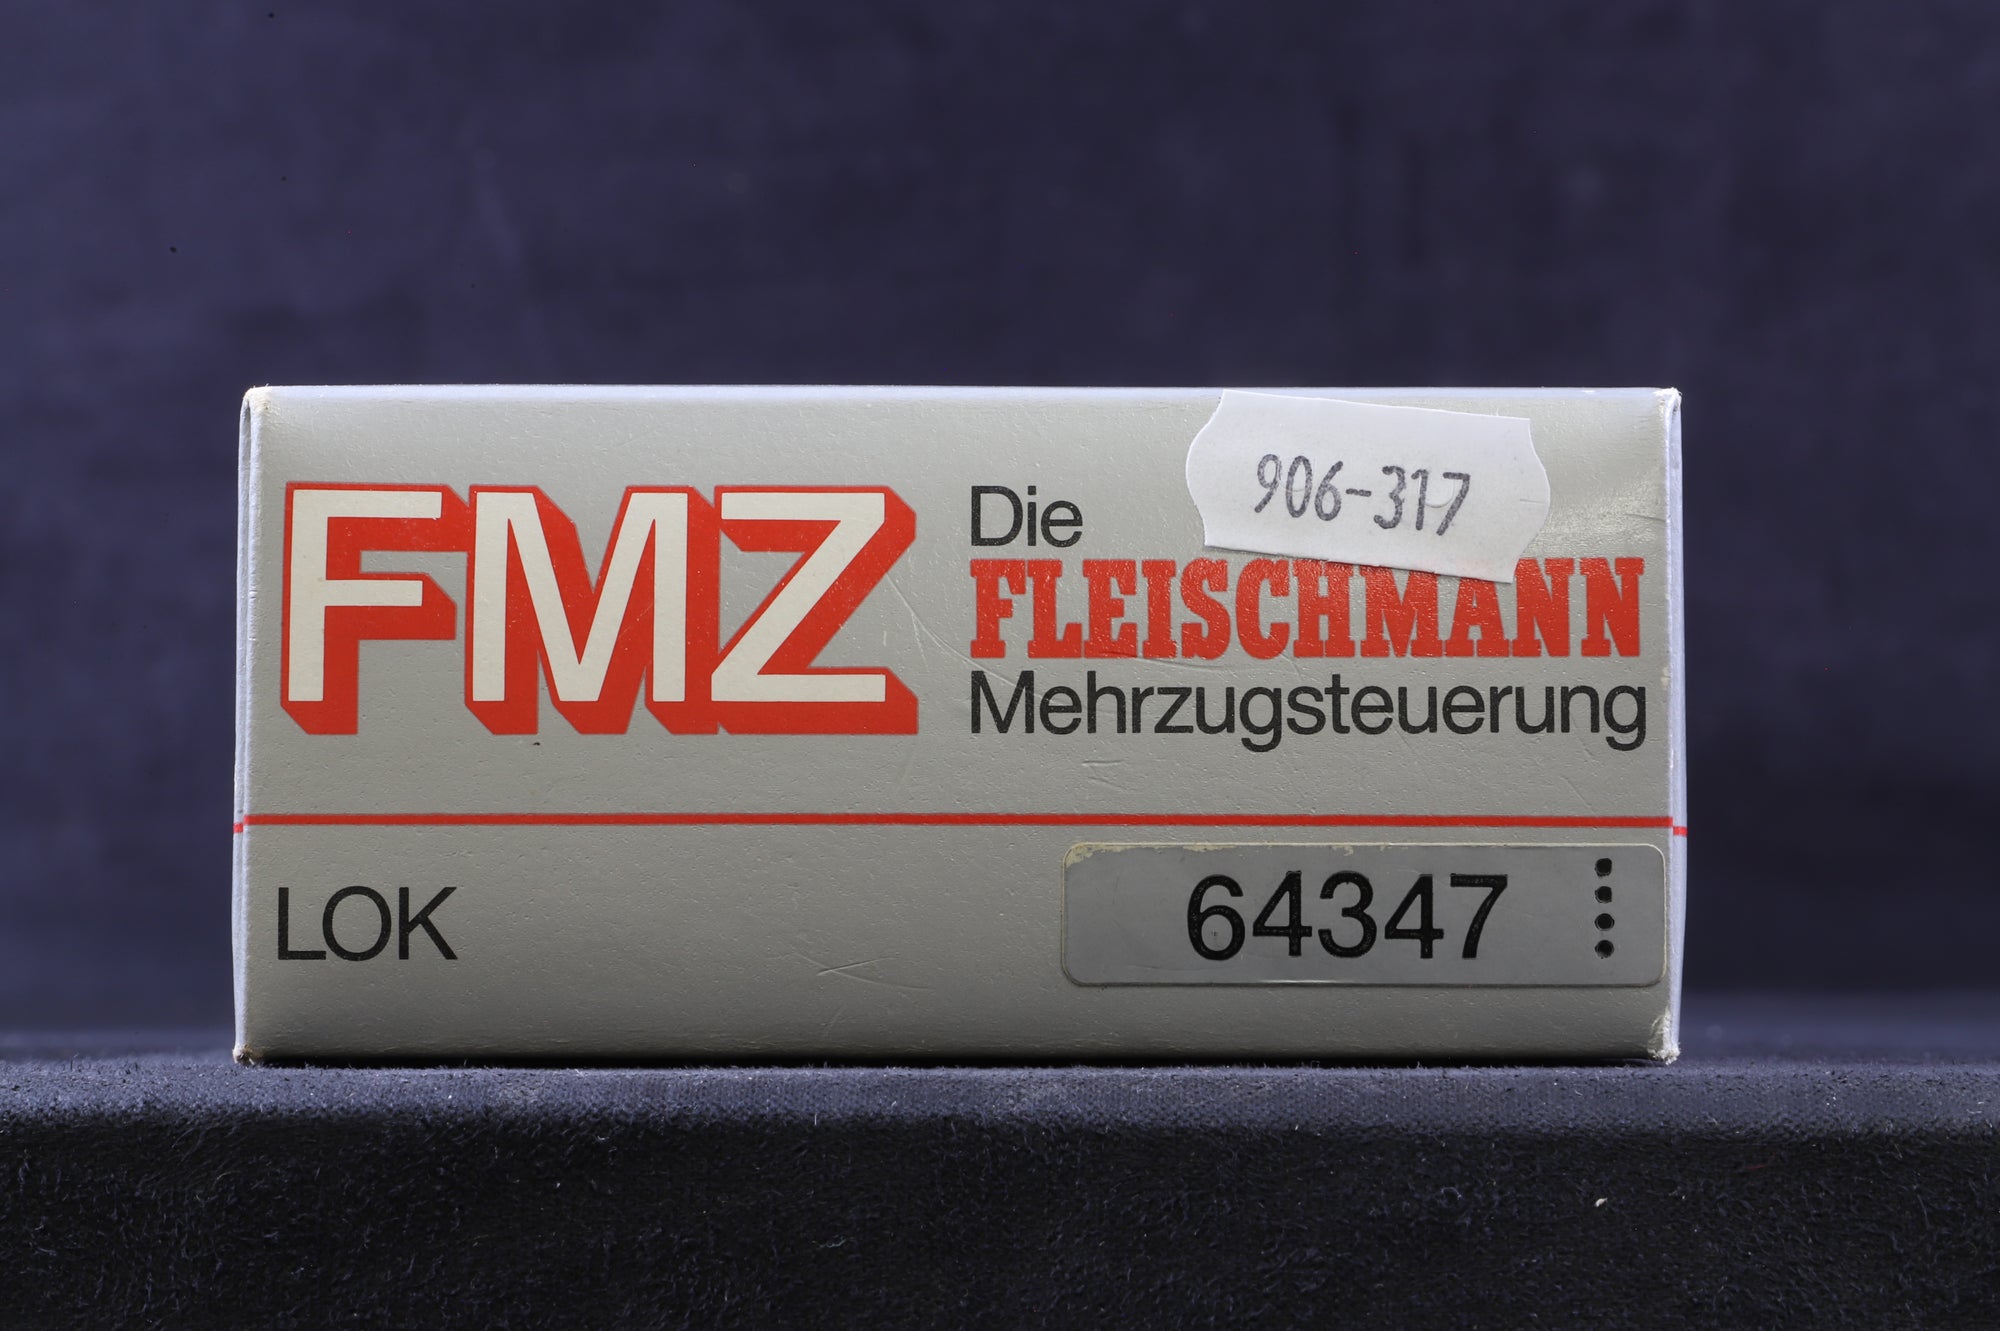 FMZ
Die
FLEISCHMANN
Mehrzugsteuerung
906-317
LOK
64347